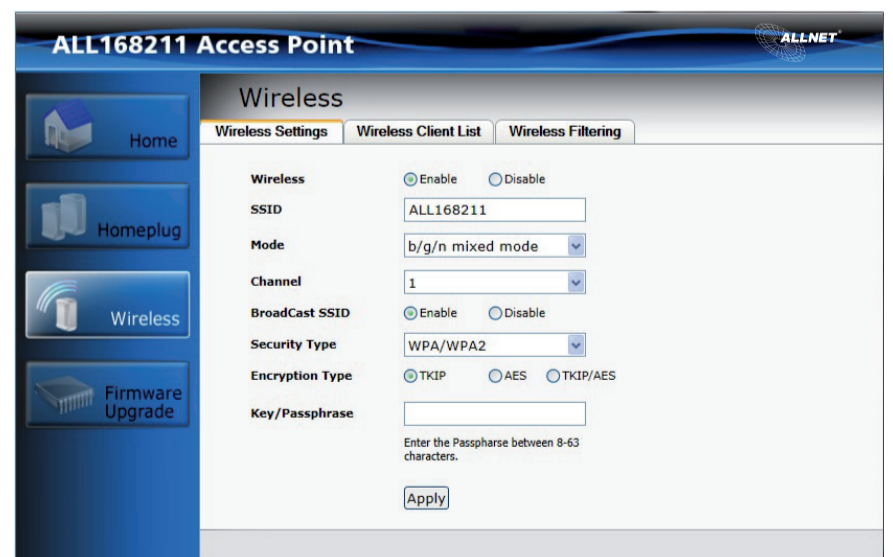 ALL168211 Access Point
ALLNET
Home
Homeplug
Wireless
Firmware
Upgrade
Wireless
Wireless Settings Wireless Client List Wireless Filtering
Wireless Enable Disable
SSID ALL168211
Mode b/g/n mixed mode
Channel 1
BroadCast SSID Enable Disable
Security Type WPA/WPA2
Encryption Type TKIP AES TKIP/AES
Key/Passphrase
Enter the Passpharse between 8-63
characters.
Apply